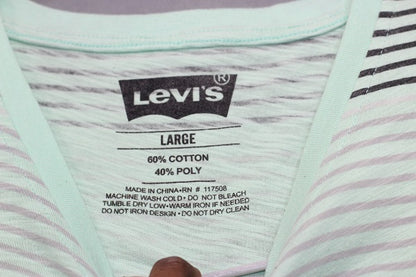 Levi's®
LARGE
60% COTTON
40% POLY
MADE IN CHINA•RN # 117508
MACHINE WASH COLD • DO NOT BLEACH
TUMBLE DRY LOW-WARM IRON IF NEEDED
DO NOT IRON DESIGN • DO NOT DRY CLEAN